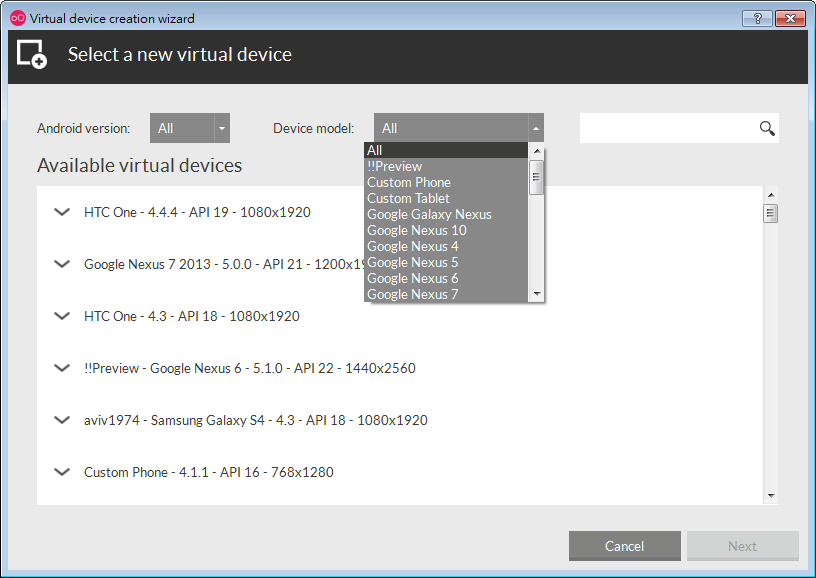 Virtual device creation wizard
Select a new virtual device
Android version: All Device model: All
All
!!Preview
Custom Phone
Custom Tablet
Google Galaxy Nexus
Google Nexus 10
Google Nexus 4
Google Nexus 5
Google Nexus 6
Google Nexus 7
Available virtual devices
HTC One - 4.4.4 - API 19 - 1080x1920
Google Nexus 7 2013 - 5.0.0 - API 21 - 1200x19
HTC One - 4.3 - API 18 - 1080x1920
!!Preview - Google Nexus 6 - 5.1.0 - API 22 - 1440x2560
aviv1974 - Samsung Galaxy S4 - 4.3 - API 18 - 1080x1920
Custom Phone - 4.1.1 - API 16 - 768x1280
Cancel Next